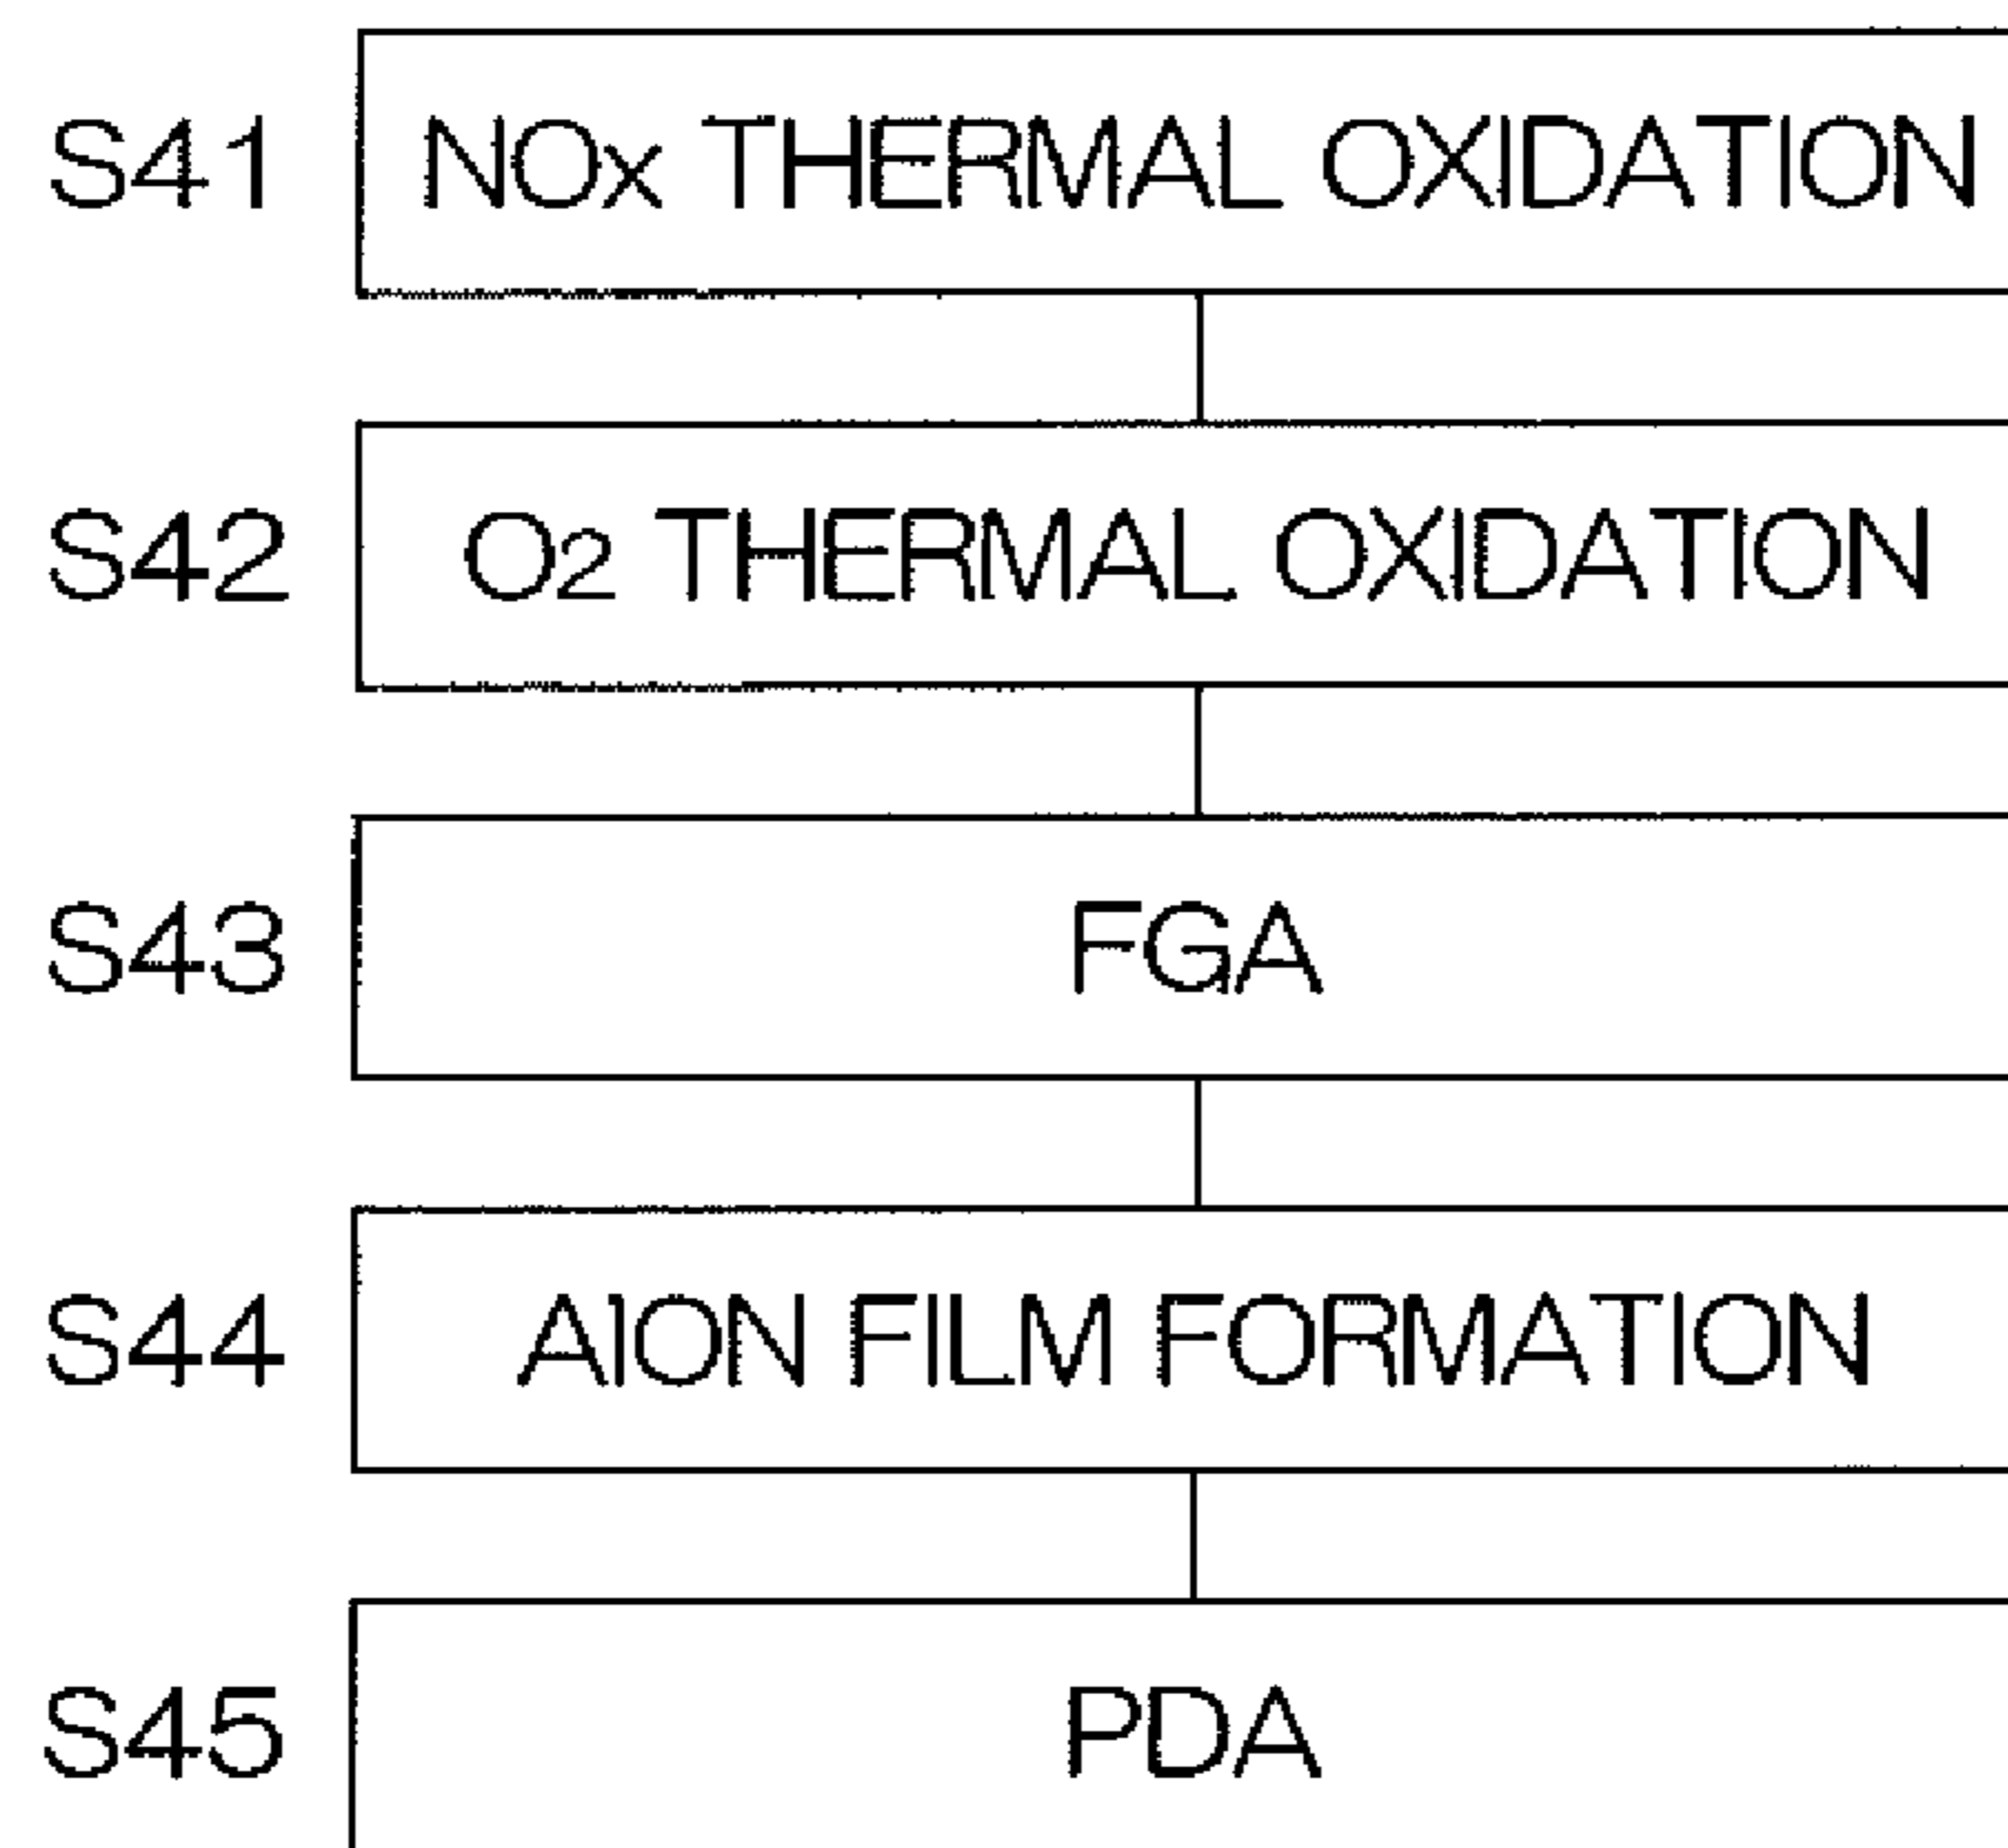 S41 NOx THERMAL OXIDATION
S42 O2 THERMAL OXIDATION
S43 FGA
S44 AlON FILM FORMATION
S45 PDA